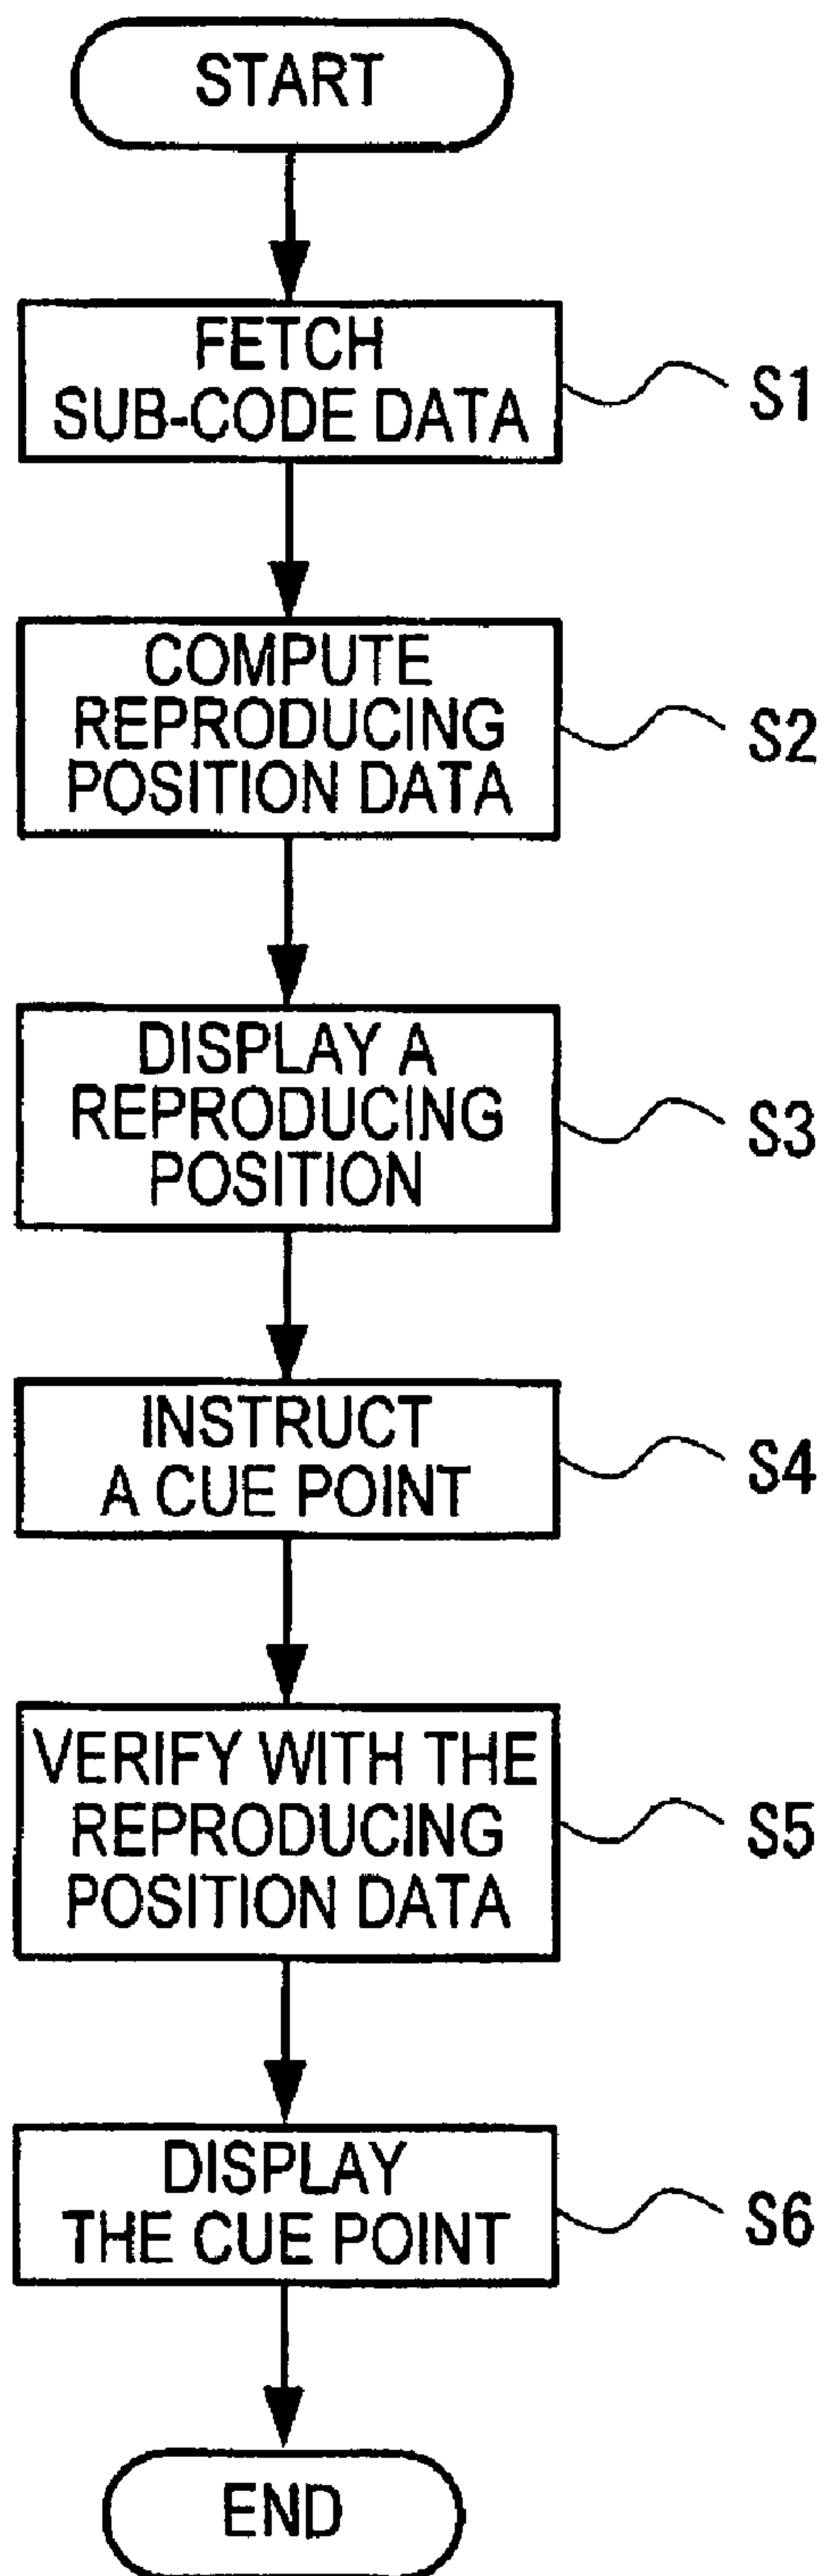 START
FETCH
SUB-CODE DATA
S1
COMPUTE
REPRODUCING
POSITION DATA
S2
DISPLAY A
REPRODUCING
POSITION
S3
INSTRUCT
A CUE POINT
S4
VERIFY WITH THE
REPRODUCING
POSITION DATA
S5
DISPLAY
THE CUE POINT
S6
END